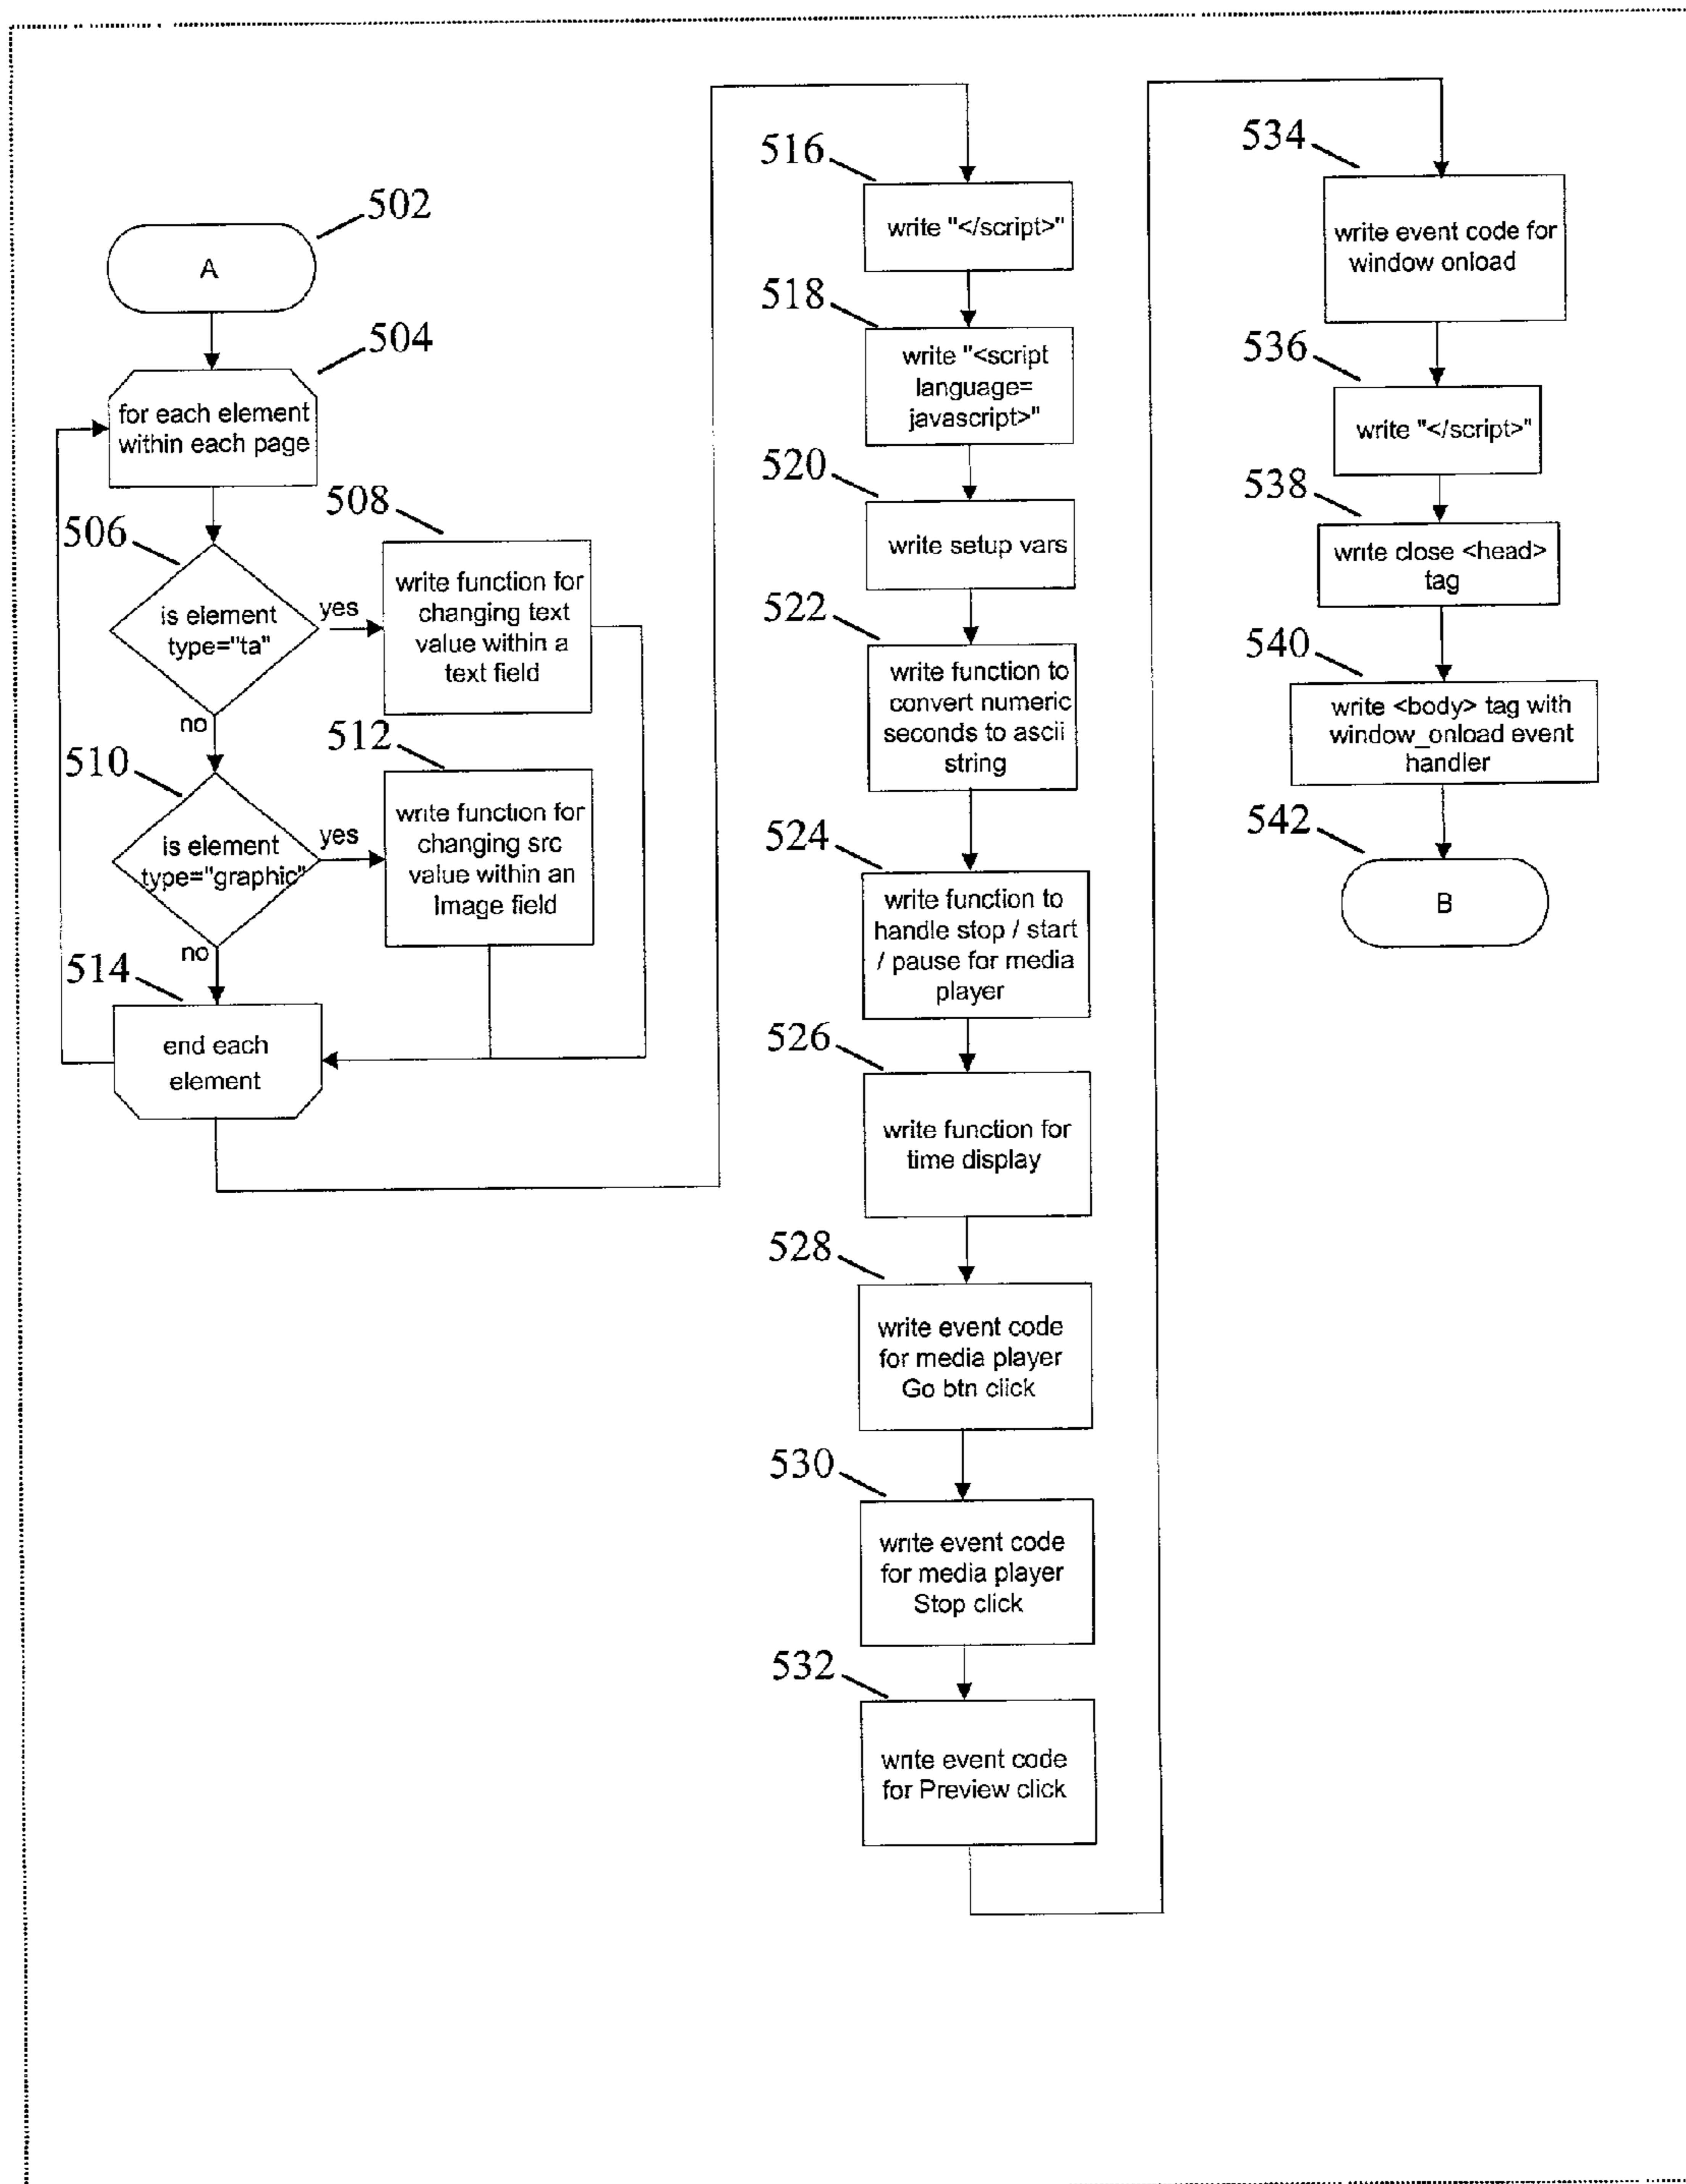 502
A
504
for each element
within each page
506
is element
type="ta"
yes
no
508
write function for
changing text
value within a
text field
510
is element
type="graphic"
yes
no
512
write function for
changing src
value within an
Image field
514
end each
element
516
write "</script>"
518
write "<script
language=
javascript>"
520
write setup vars
522
write function to
convert numeric
seconds to ascii
string
524
write function to
handle stop / start
/ pause for media
player
526
write function for
time display
528
write event code
for media player
Go btn click
530
write event code
for media player
Stop click
532
write event code
for Preview click
534
write event code for
window onload
536
write "</script>"
538
write close <head>
tag
540
write <body> tag with
window_onload event
handler
542
B